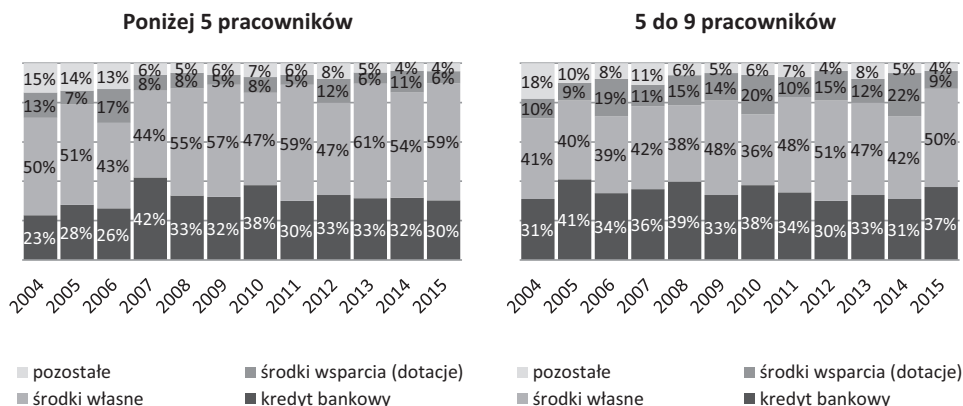 Poniżej 5 pracowników
15% 14% 13% 6% 5% 6% 7% 6% 8% 5% 4% 4%
13% 7% 17% 8% 8% 5% 8% 5% 12% 6% 11% 6%
50% 51% 43% 44% 55% 57% 47% 59% 47% 61% 54% 59%
23% 28% 26% 42% 33% 32% 38% 30% 33% 33% 32% 30%
2004 2005 2006 2007 2008 2009 2010 2011 2012 2013 2014 2015
pozostałe środki wsparcia (dotacje)
środki własne kredyt bankowy
5 do 9 pracowników
18% 10% 8% 11% 6% 5% 6% 7% 4% 8% 5% 4%
10% 9% 19% 11% 15% 14% 20% 10% 15% 12% 22% 9%
41% 40% 39% 42% 38% 48% 36% 48% 51% 47% 42% 50%
31% 41% 34% 36% 39% 33% 38% 34% 30% 33% 31% 37%
2004 2005 2006 2007 2008 2009 2010 2011 2012 2013 2014 2015
pozostałe środki wsparcia (dotacje)
środki własne kredyt bankowy